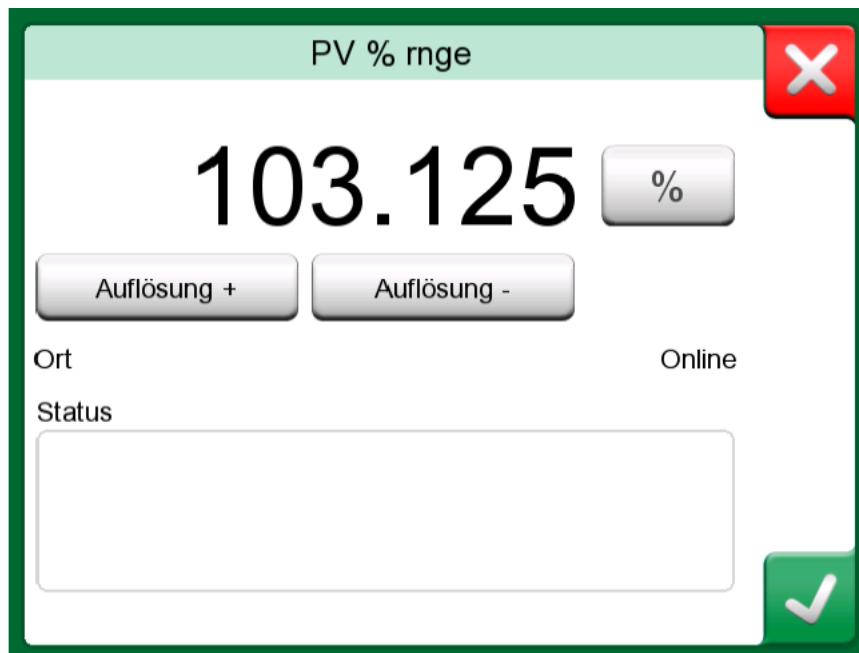 PV % rnge
103.125 %
Auflösung + Auflösung -
Ort Online
Status